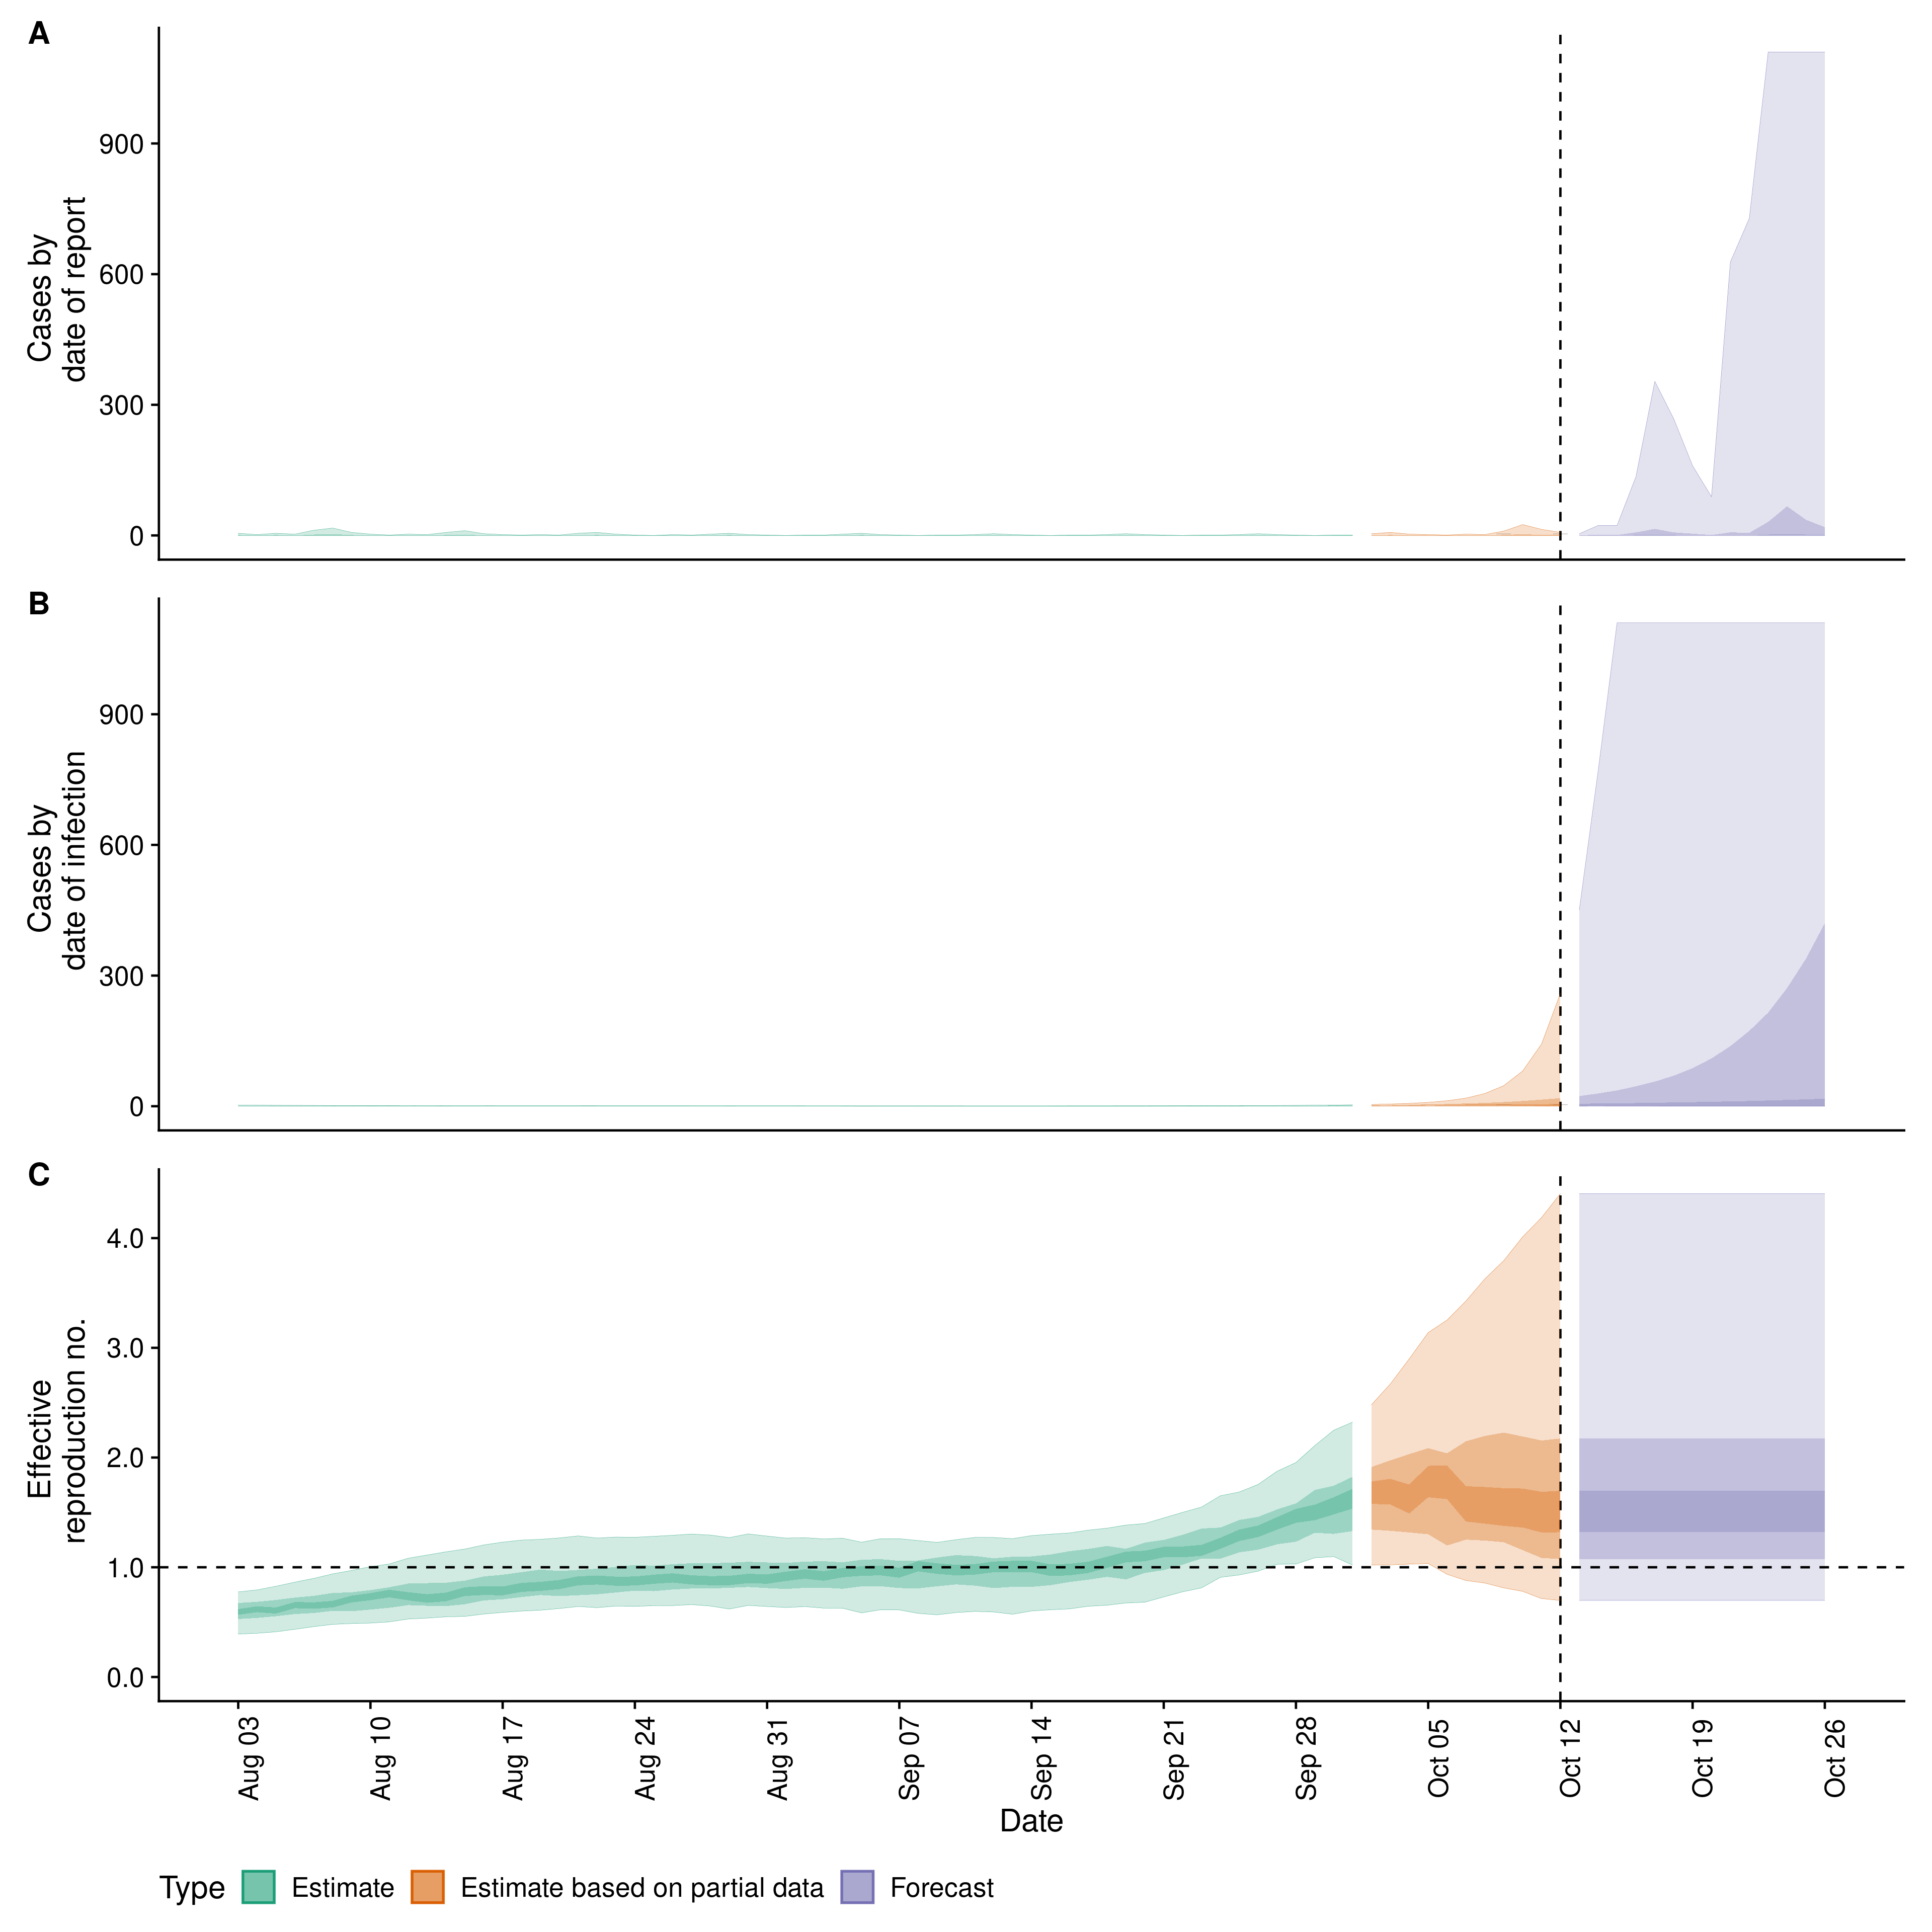 A
Cases by
date of report
900
600
300
0
B
Cases by
date of infection
900
600
300
0
C
Effective
reproduction no.
4.0
3.0
2.0
1.0
0.0
Aug 03
Aug 10
Aug 17
Aug 24
Aug 31
Sep 07
Sep 14
Sep 21
Sep 28
Oct 05
Oct 12
Oct 19
Oct 26
Date
Type Estimate Estimate based on partial data Forecast